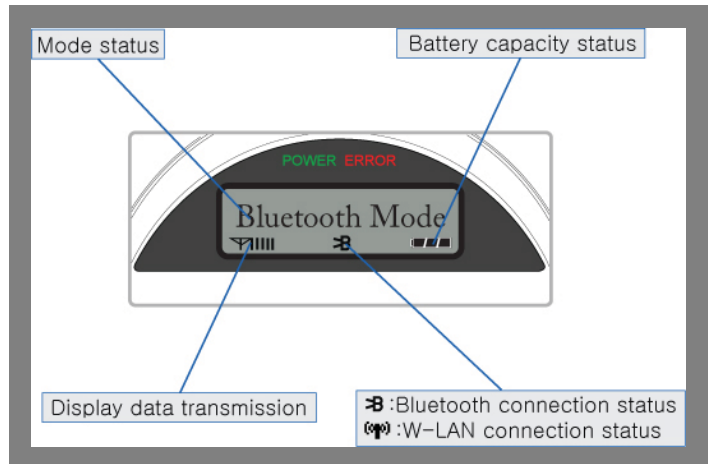 Mode status
Battery capacity status
POWER ERROR
Bluetooth Mode
Display data transmission
:Bluetooth connection status
:W-LAN connection status